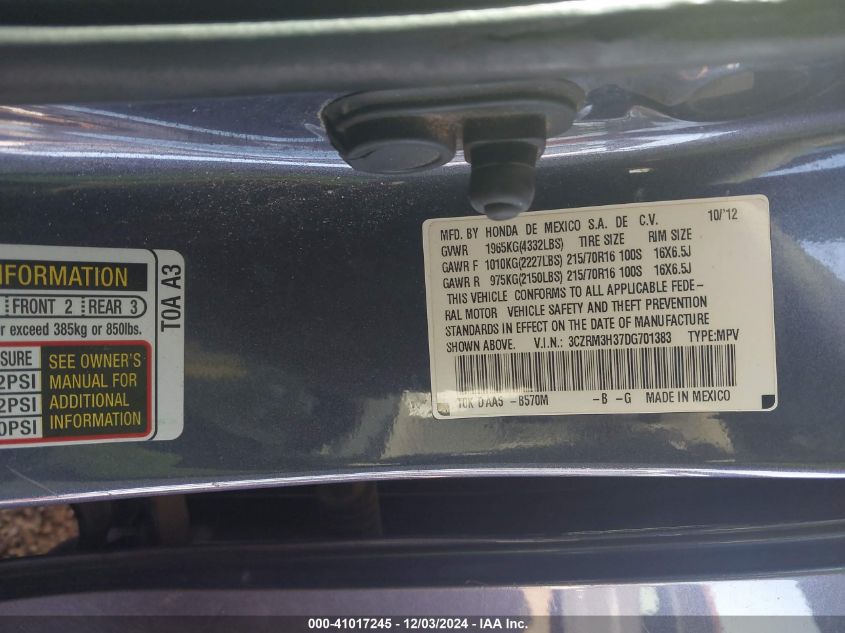 NFORMATION
FRONT 2 REAR 3
r exceed 385kg or 850lbs.
SSURE
2PSI
2PSI
0PSI
SEE OWNER'S
MANUAL FOR
ADDITIONAL
INFORMATION
T0A A3
MFD. BY HONDA DE MEXICO S.A. DE C.V. 10/'12
GVWR 1965KG(4332LBS) TIRE SIZE RIM SIZE
GAWR F 1010KG(2227LBS) 215/70R16 100S 16X6.5J
GAWR R 975KG(2150LBS) 215/70R16 100S 16X6.5J
THIS VEHICLE CONFORMS TO ALL APPLICABLE FEDE-
RAL MOTOR VEHICLE SAFETY AND THEFT PREVENTION
STANDARDS IN EFFECT ON THE DATE OF MANUFACTURE
SHOWN ABOVE. V.I.N.: 3CZRM3H37DG701383 TYPE:MPV
-B570M -B -G MADE IN MEXICO
000-41017245 - 12/03/2024 - IAA Inc.